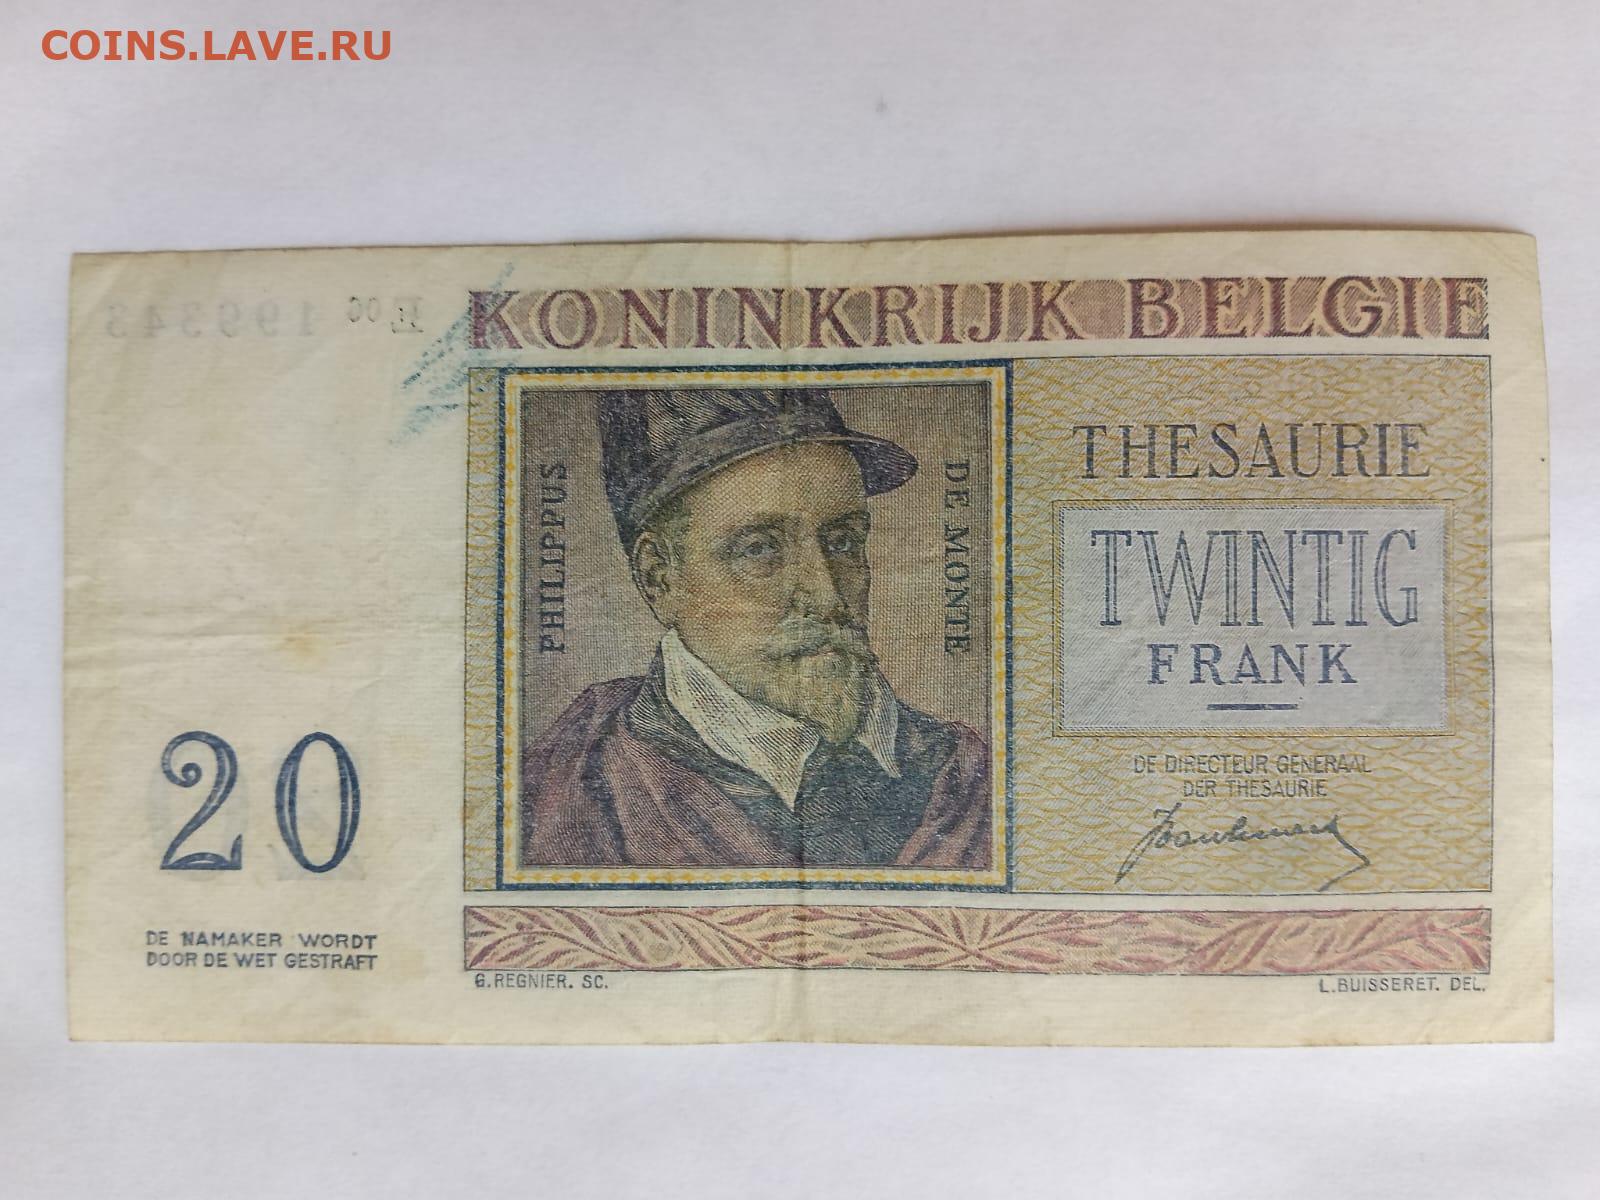 COINS.LAVE.RU
KONINKRIJK BELGIE
PHILIPPUS
DE MONTE
THESAURIE
TWINTIG
FRANK
DE DIRECTEUR GENERAAL
DER THESAURIE
20
DE NAMAKER WORDT
DOOR DE WET GESTRAFT
G.REGNIER. SC.
L.BUISSERET. DEL.